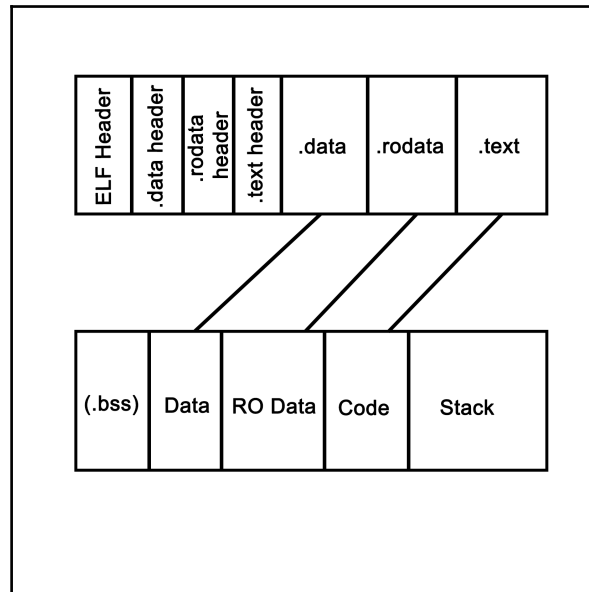 ELF Header
.data header
.rodata
header
.text header
.data
.rodata
.text
(.bss)
Data
RO Data
Code
Stack